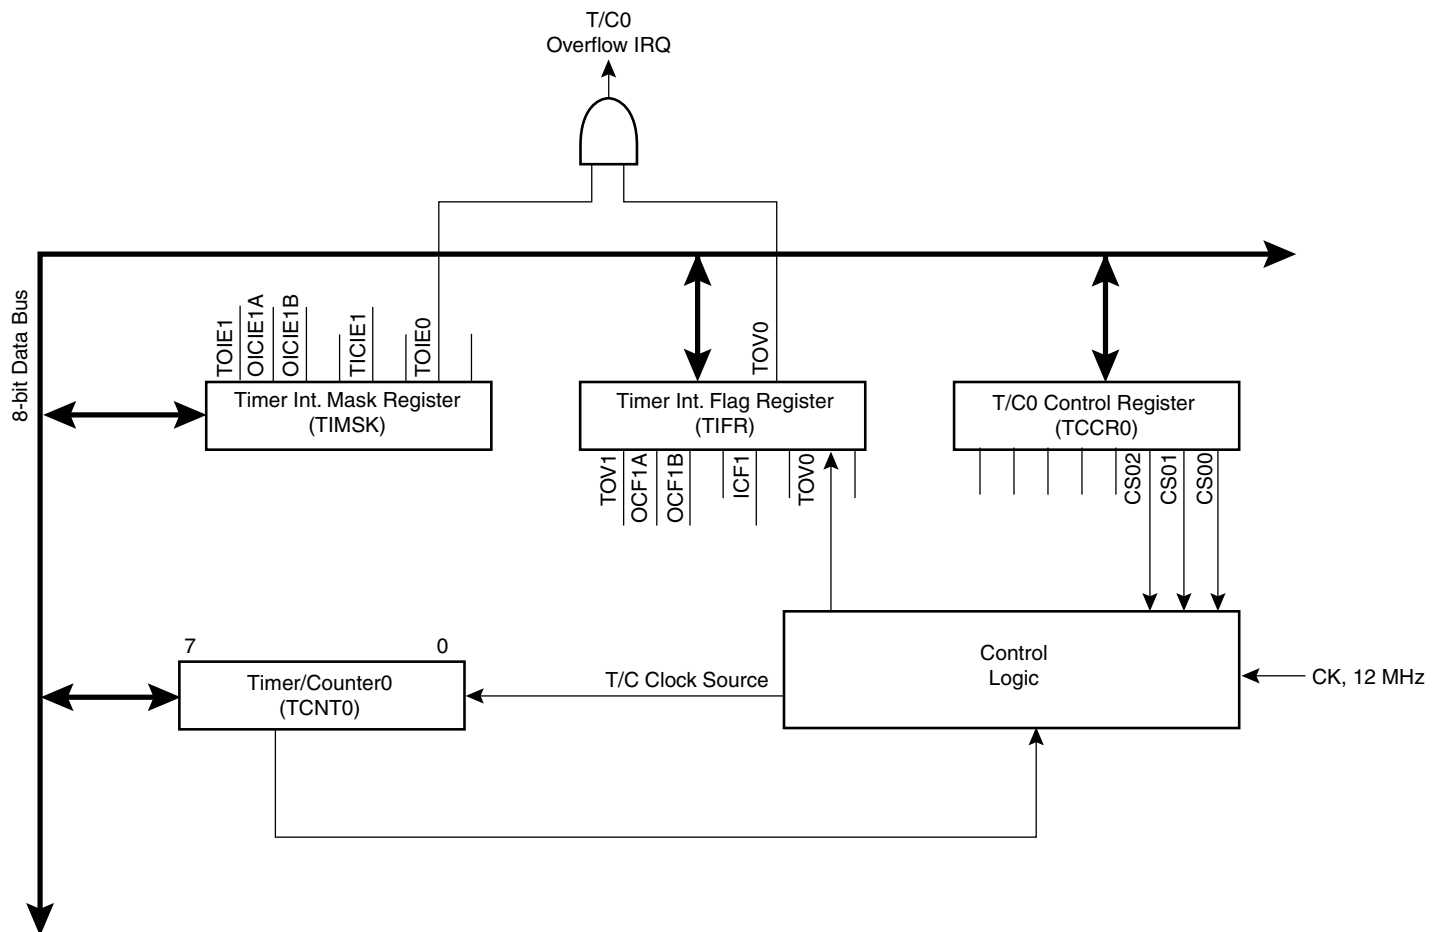 T/C0
Overflow IRQ
8-bit Data Bus
TOIE1
OICIE1A
OICIE1B
TICIE1
TOIE0
TOV0
Timer Int. Mask Register
(TIMSK)
Timer Int. Flag Register
(TIFR)
T/C0 Control Register
(TCCR0)
TOV1
OCF1A
OCF1B
ICF1
TOV0
CS02
CS01
CS00
7
0
Timer/Counter0
(TCNT0)
T/C Clock Source
Control
Logic
CK, 12 MHz